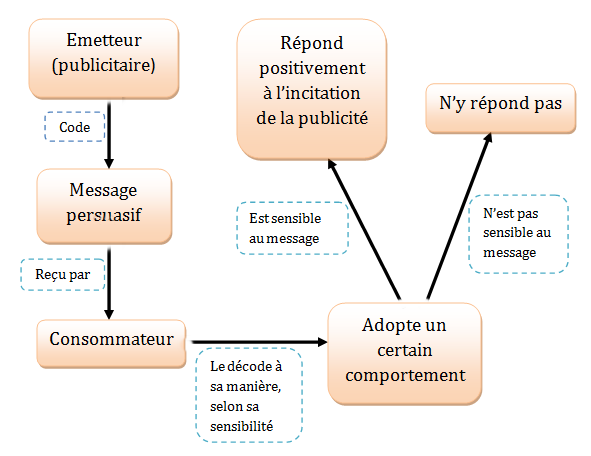 Emetteur
(publicitaire)
Code
Message
persuasif
Reçu par
Consommateur
Le décode à
sa manière,
selon sa
sensibilité
Adopte un
certain
comportement
Est sensible
au message
Répond
positivement
à l'incitation
de la publicité
N'est pas
sensible au
message
N'y répond pas